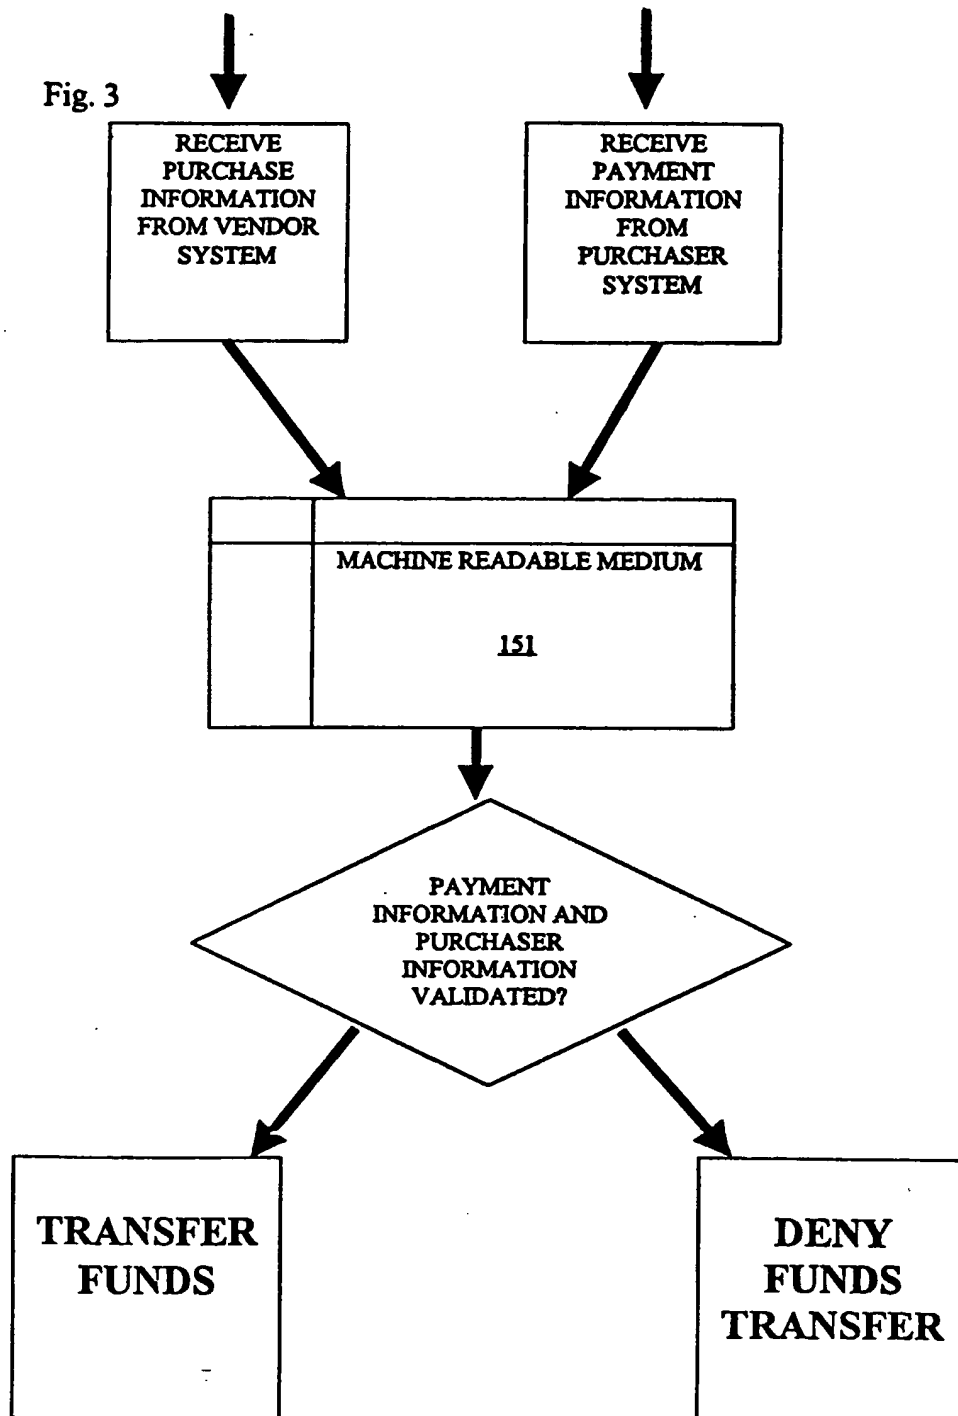 Fig. 3
RECEIVE
PURCHASE
INFORMATION
FROM VENDOR
SYSTEM
RECEIVE
PAYMENT
INFORMATION
FROM
PURCHASER
SYSTEM
MACHINE READABLE MEDIUM
151
PAYMENT
INFORMATION AND
PURCHASER
INFORMATION
VALIDATED?
TRANSFER
FUNDS
DENY
FUNDS
TRANSFER